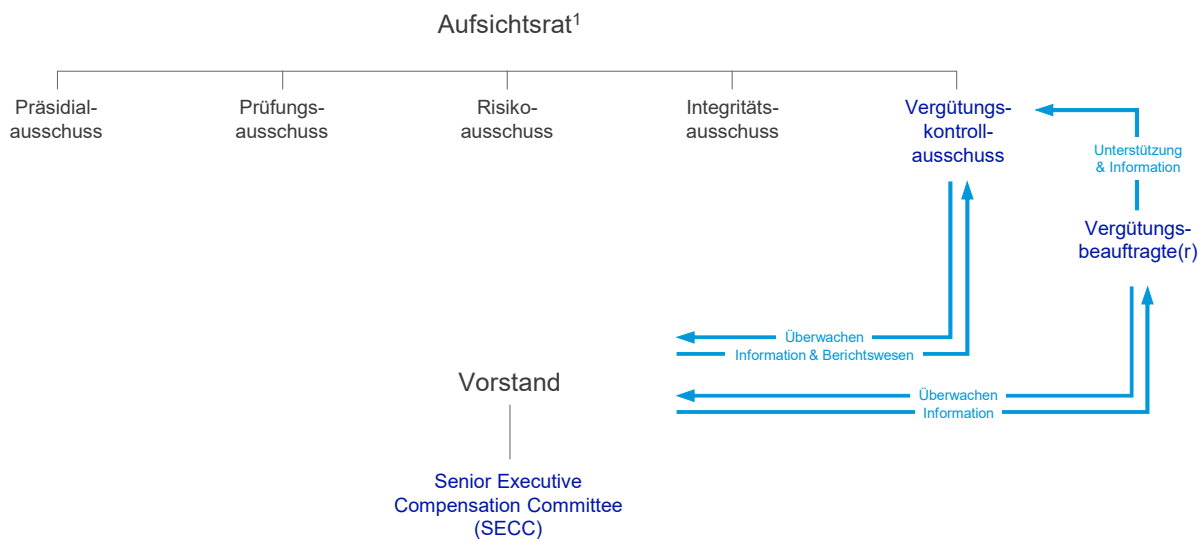 Aufsichtsrat1
Präsidial-
ausschuss
Prüfungs-
ausschuss
Risiko-
ausschuss
Integritäts-
ausschuss
Vergütungs-
kontroll-
ausschuss
Unterstützung
& Information
Vergütungs-
beauftragte(r)
Überwachen
Information & Berichtswesen
Vorstand
Überwachen
Information
Senior Executive
Compensation Committee
(SECC)